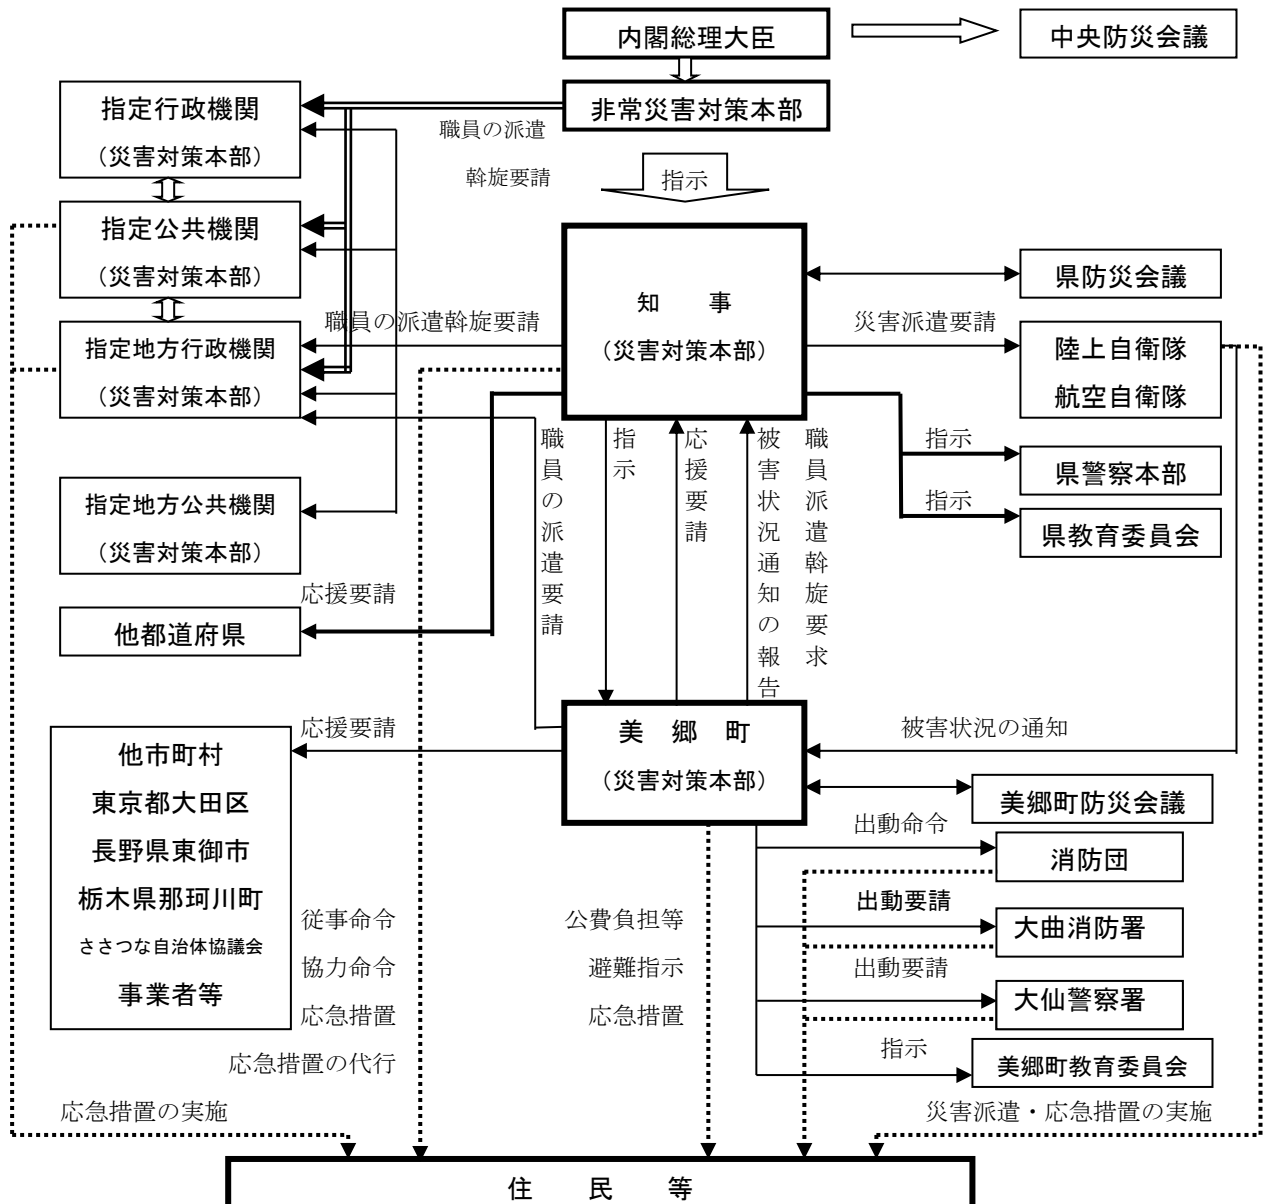 内閣総理大臣
中央防災会議
非常災害対策本部
指定行政機関
（災害対策本部）
職員の派遣
斡旋要請
指示
指定公共機関
（災害対策本部）
知　事
（災害対策本部）
県防災会議
職員の派遣斡旋要請
災害派遣要請
指定地方行政機関
（災害対策本部）
陸上自衛隊
航空自衛隊
職員の派遣要請
指示
応援要請
被害状況通知の報告
職員派遣斡旋要求
指示
県警察本部
指示
県教育委員会
指定地方公共機関
（災害対策本部）
応援要請
他都道府県
応援要請
美　郷　町
（災害対策本部）
被害状況の通知
他市町村
東京都大田区
長野県東御市
栃木県那珂川町
ささつな自治体協議会
事業者等
美郷町防災会議
出動命令
消防団
出動要請
大曲消防署
出動要請
大仙警察署
指示
美郷町教育委員会
従事命令
協力命令
応急措置
応急措置の代行
公費負担等
避難指示
応急措置
応急措置の実施
災害派遣・応急措置の実施
住　民　等